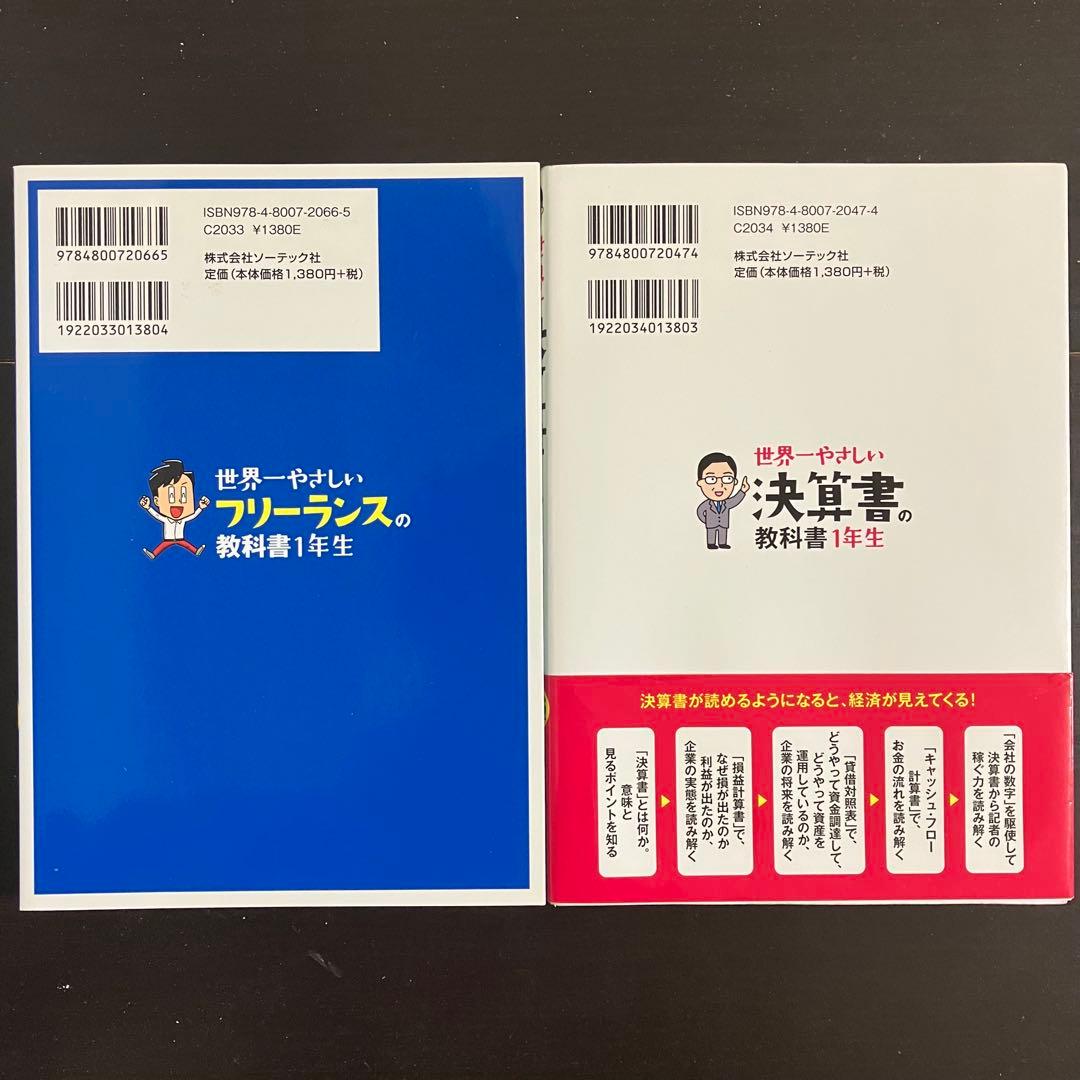 ISBN978-4-8007-2066-5
C2033 ¥1380E
9784800720665
株式会社ソーテック社
定価(本体価格1,380円+税)
1922033013804
世界一やさしい
フリーランスの
教科書1年生
ISBN978-4-8007-2047-4
C2034 ¥1380E
9784800720474
株式会社ソーテック社
定価(本体価格1,380円+税)
1922034013803
世界一やさしい
決算書の
教科書1年生
決算書が読めるようになると、経済が見えてくる!
「決算書」とは何か。
意味と
見るポイントを知る
「損益計算書」で、
なぜ損が出たのか
利益が出たのか、
企業の実態を読み解く
「貸借対照表」で、
どうやって資金調達して、
どうやって資産を
運用しているのか、
企業の将来を読み解く
「キャッシュ・フロー
計算書」で、
お金の流れを読み解く
「会社の数字」を駆使して
決算書から記者の
稼ぐ力を読み解く